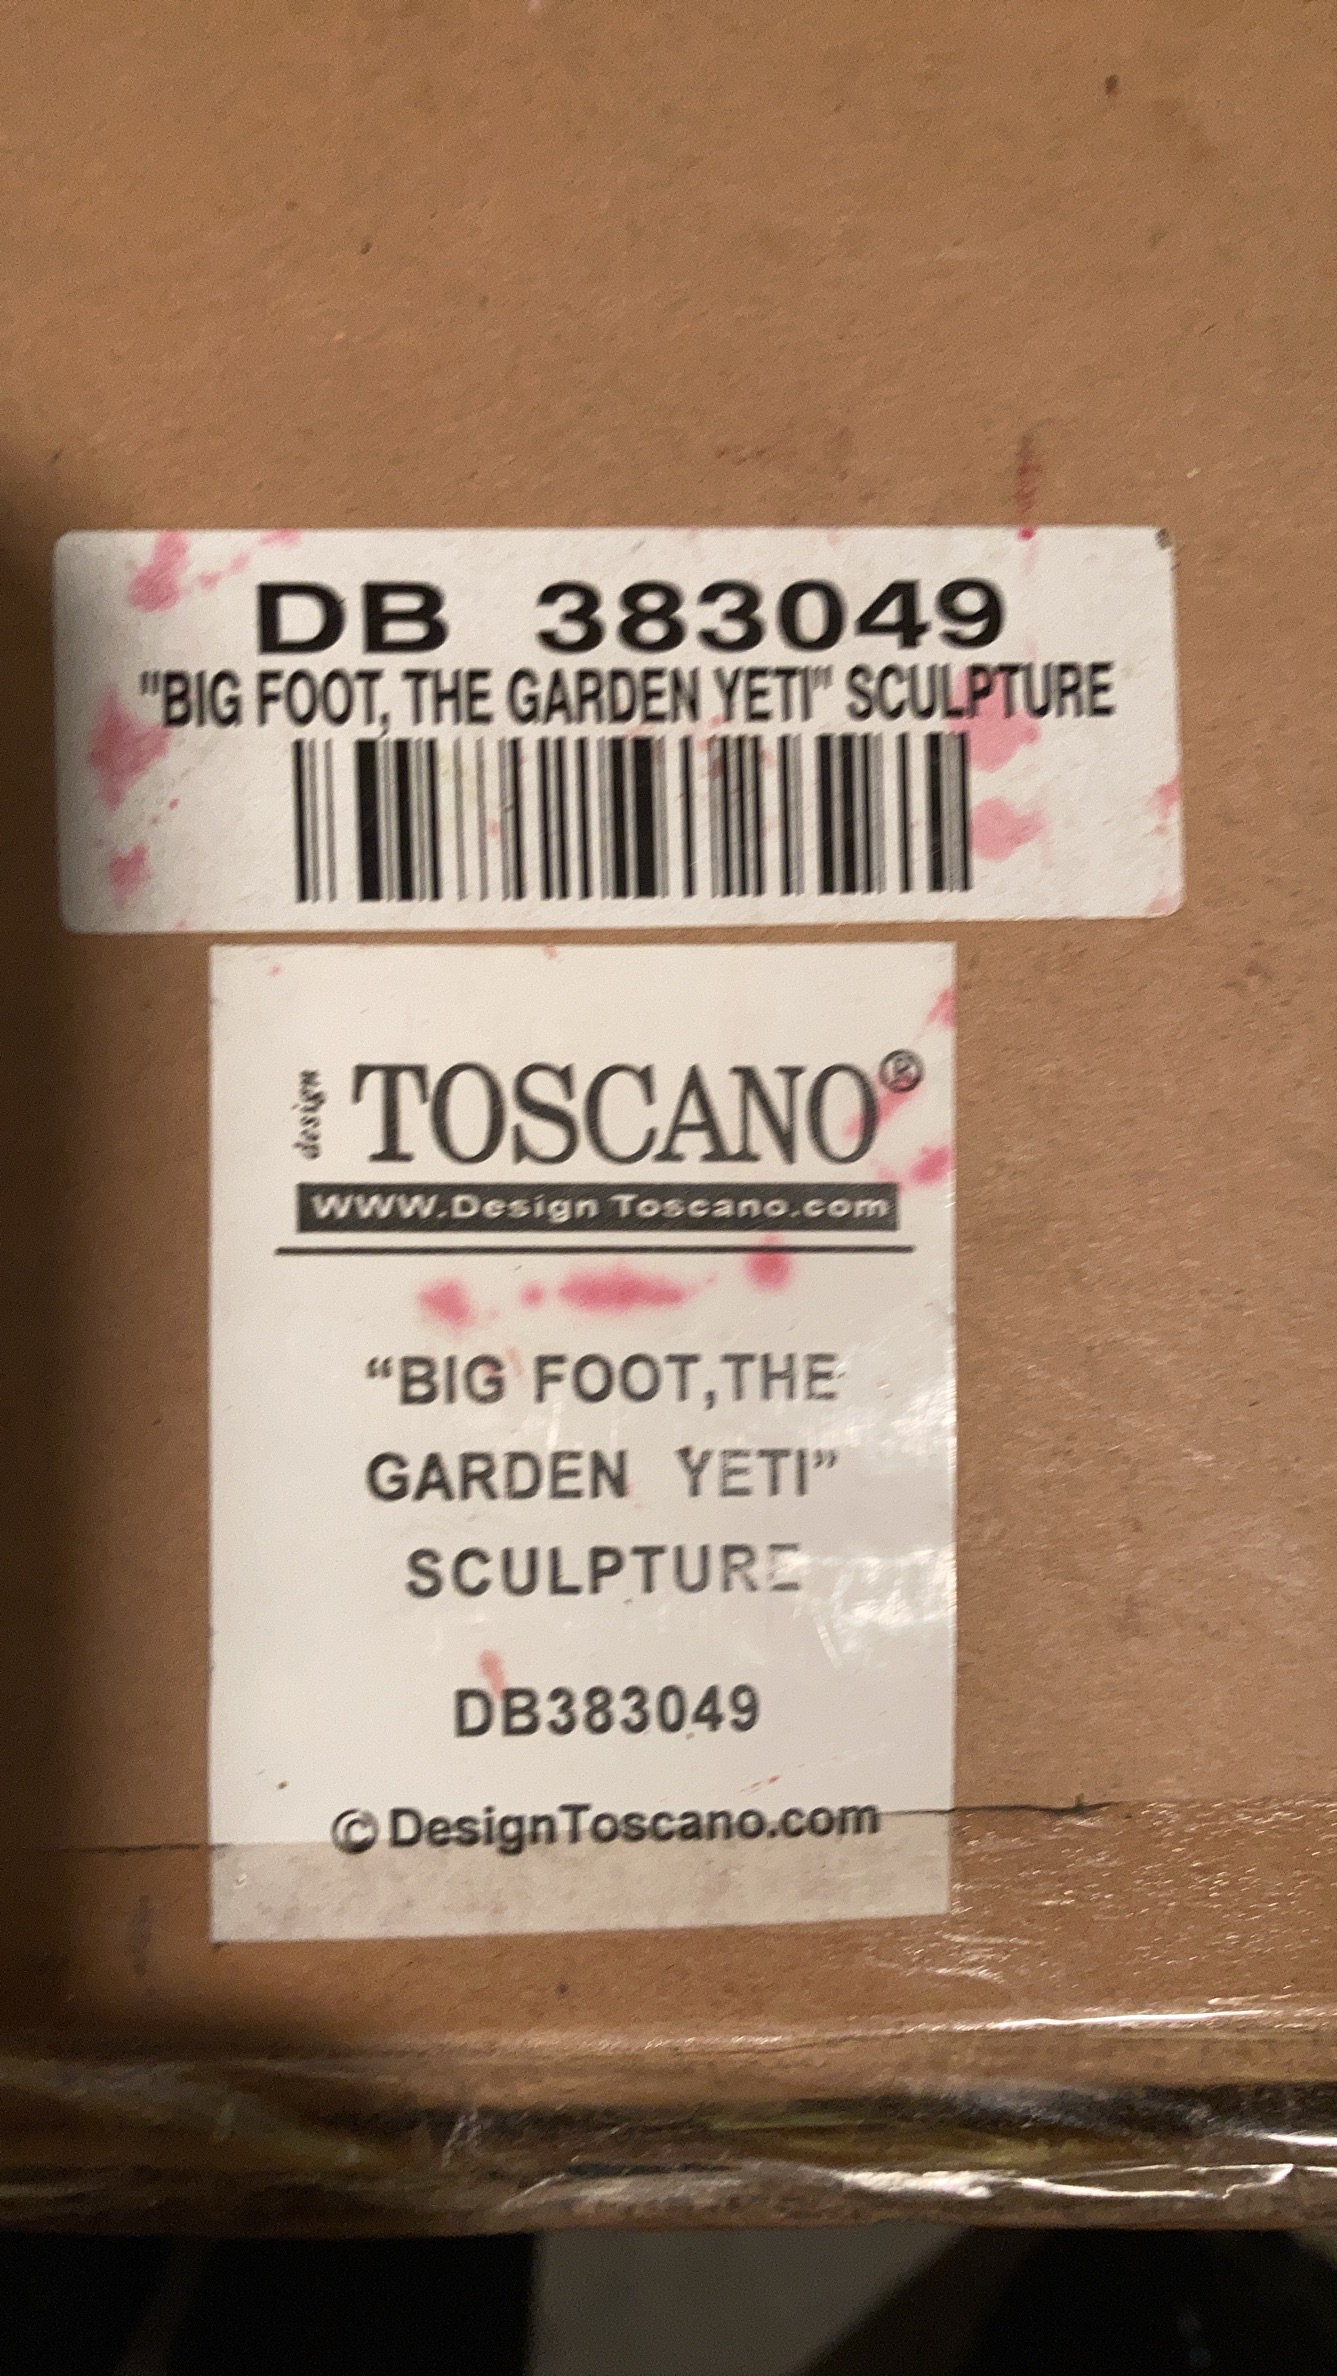 DB 383049
"BIG FOOT, THE GARDEN YETI" SCULPTURE
design TOSCANO®
WWW.Design Toscano.com
“BIG FOOT,THE
GARDEN YETI”
SCULPTURE
DB383049
© DesignToscano.com